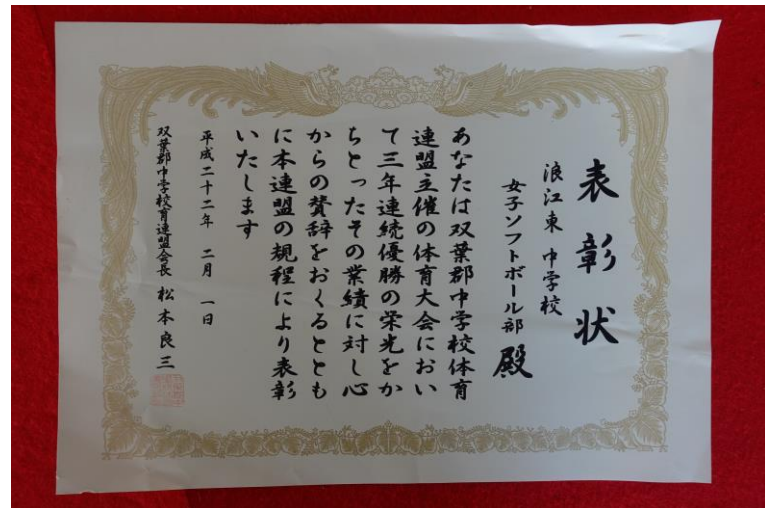 表彰状
浪江東 中学校
女子ソフトボール部 殿
あなたは双葉郡中学校体育
連盟主催の体育大会におい
て三年連続優勝の栄光をか
ちとったその業績に対し心
からの賛辞をおくるととも
に本連盟の規程により表彰
いたします
平成二十二年 二月 一日
双葉郡中学校育連盟会長 松本良三